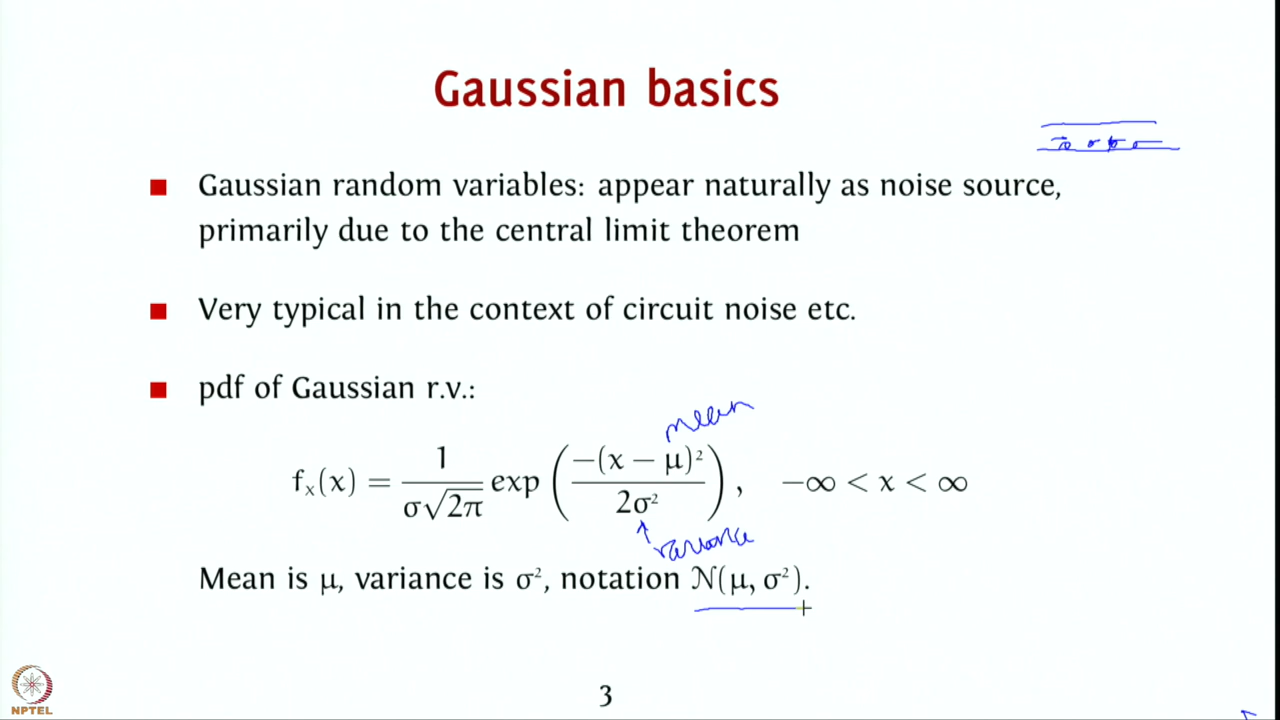 Gaussian basics
■ Gaussian random variables: appear naturally as noise source,
primarily due to the central limit theorem
■ Very typical in the context of circuit noise etc.
■ pdf of Gaussian r.v.:
mean
fₓ(x) = 1/(σ√2π) exp (−(x − μ)²/2σ²), −∞ < x < ∞
variance
Mean is μ, variance is σ², notation N(μ, σ²).
NPTEL
3